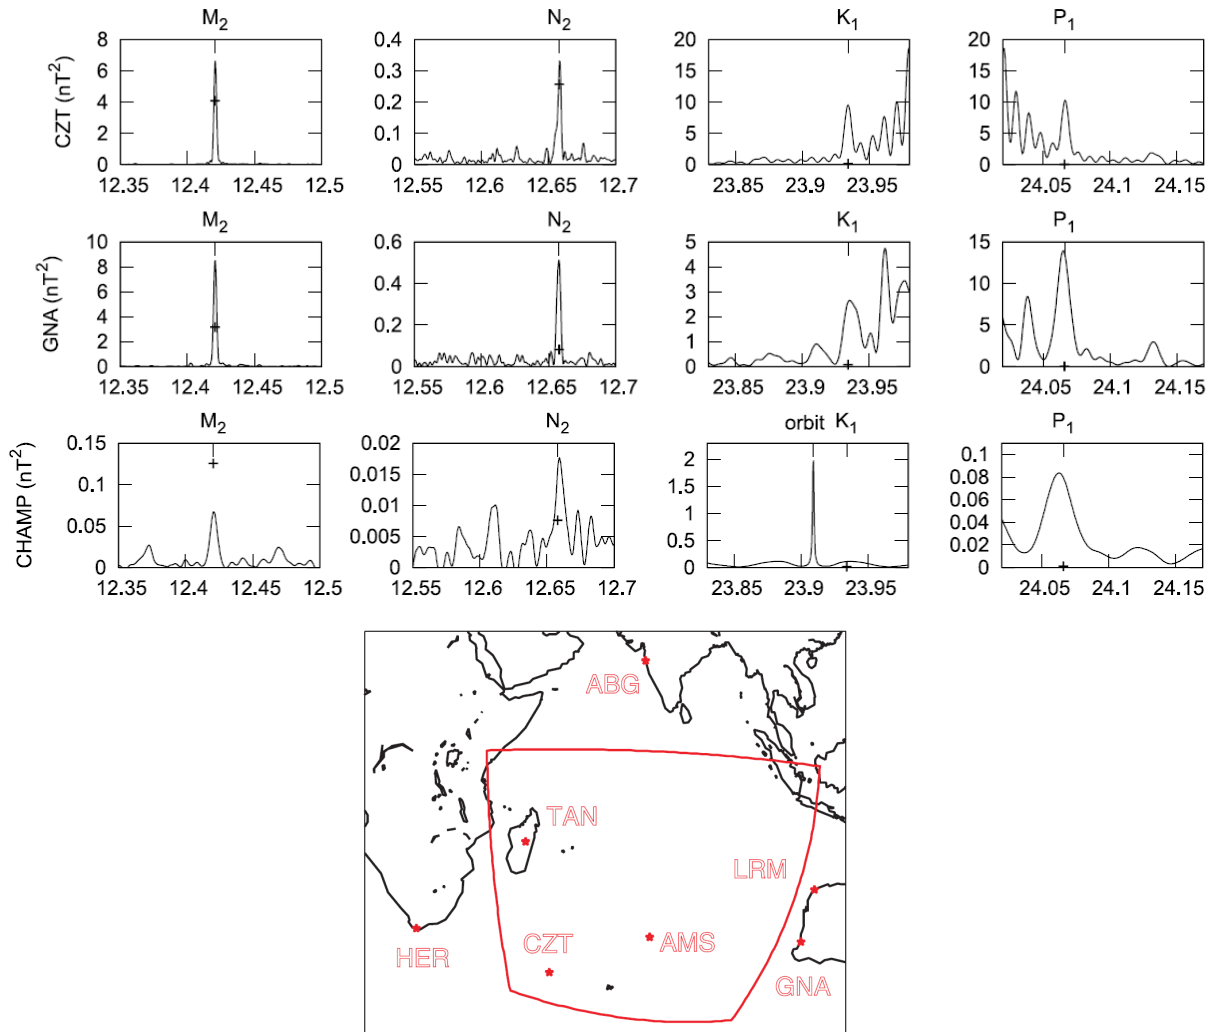 M2 N2 K1 P1
CZT (nT2)
8 0.4 20 20
6 0.3 15 15
4 0.2 10 10
2 0.1 5 5
0 0 0 0
12.35 12.4 12.45 12.5 12.55 12.6 12.65 12.7 23.85 23.9 23.95 24.05 24.1 24.15
M2 N2 K1 P1
GNA (nT2)
10 0.6 5 15
8 4
6 0.4 3 10
4 0.2 2 5
2 1
0 0 0 0
12.35 12.4 12.45 12.5 12.55 12.6 12.65 12.7 23.85 23.9 23.95 24.05 24.1 24.15
M2 N2 orbit K1 P1
CHAMP (nT2)
0.15 0.02 2 0.1
0.1 0.015 1.5 0.08
0.01 1 0.06
0.05 0.005 0.5 0.04
0.02
0 0 0 0
12.35 12.4 12.45 12.5 12.55 12.6 12.65 12.7 23.85 23.9 23.95 24.05 24.1 24.15
ABG
TAN
LRM
HER CZT AMS
GNA